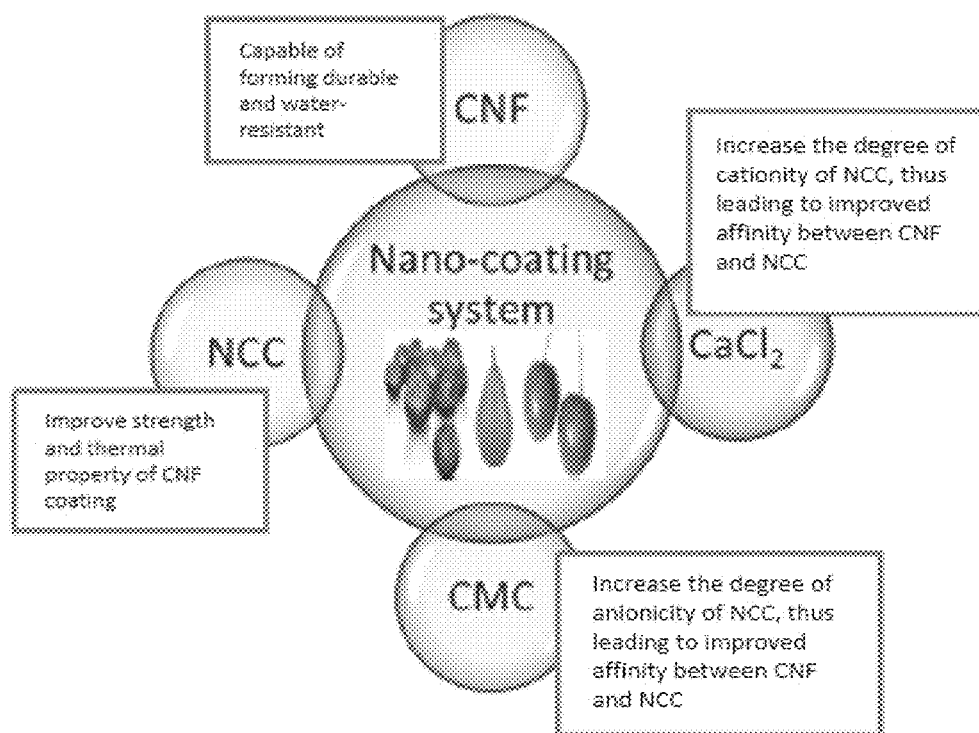 Capable of
forming durable
and water-
resistant
CNF
Increase the degree of
cationity of NCC, thus
leading to improved
affinity between CNF
and NCC
Nano-coating
system
NCC
CaCl₂
Improve strength
and thermal
property of CNF
coating
CMC
Increase the degree of
anionicity of NCC, thus
leading to improved
affinity between CNF
and NCC